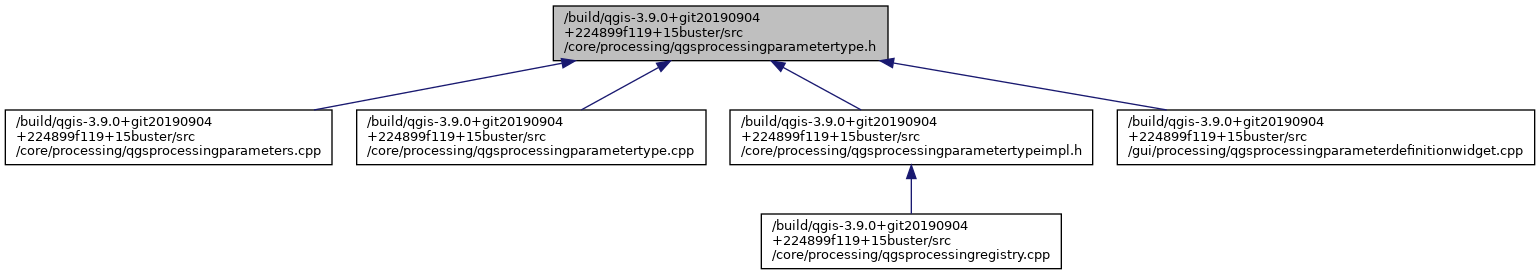 /build/qgis-3.9.0+git20190904
+224899f119+15buster/src
/core/processing/qgsprocessingparametertype.h
/build/qgis-3.9.0+git20190904
+224899f119+15buster/src
/core/processing/qgsprocessingparameters.cpp
/build/qgis-3.9.0+git20190904
+224899f119+15buster/src
/core/processing/qgsprocessingparametertype.cpp
/build/qgis-3.9.0+git20190904
+224899f119+15buster/src
/core/processing/qgsprocessingparametertypeimpl.h
/build/qgis-3.9.0+git20190904
+224899f119+15buster/src
/gui/processing/qgsprocessingparameterdefinitionwidget.cpp
/build/qgis-3.9.0+git20190904
+224899f119+15buster/src
/core/processing/qgsprocessingregistry.cpp